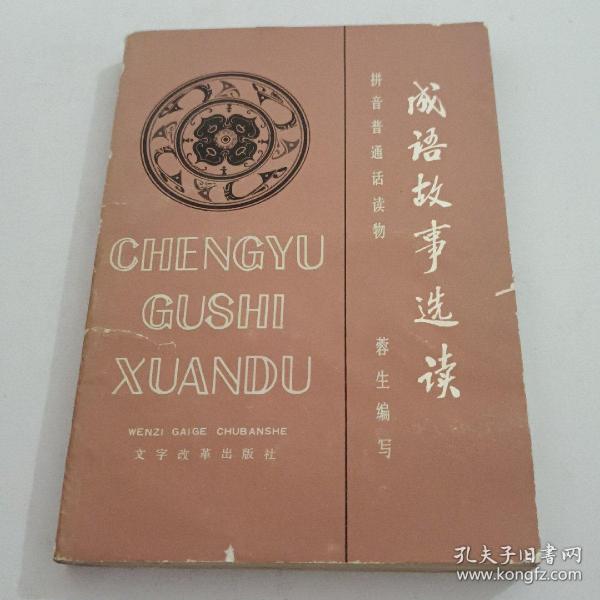 成语故事选读
拼音普通话读物
蓉生编写
CHENGYU
GUSHI
XUANDU
WENZI GAIGE CHUBANSHE
文字改革出版社
孔夫子旧书网
www.kongfz.com